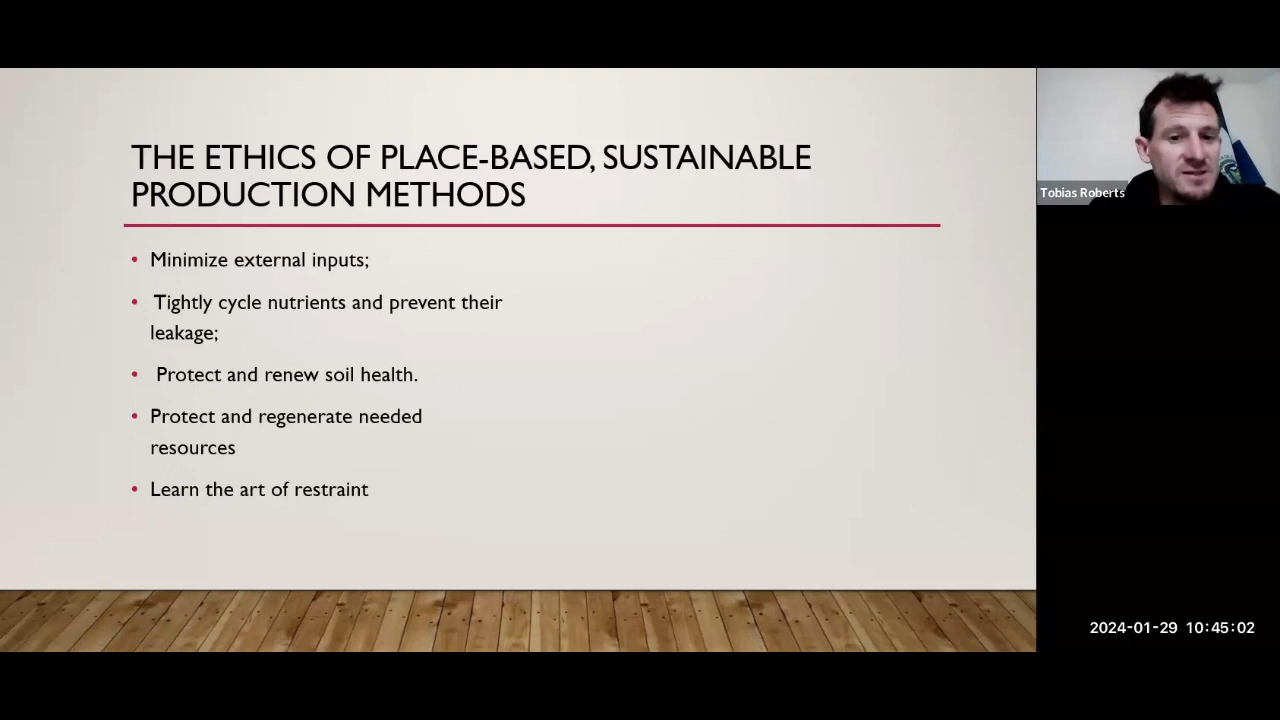 THE ETHICS OF PLACE-BASED, SUSTAINABLE
PRODUCTION METHODS
• Minimize external inputs;
• Tightly cycle nutrients and prevent their
leakage;
• Protect and renew soil health.
• Protect and regenerate needed
resources
• Learn the art of restraint
Tobias Roberts
2024-01-29 10:45:02